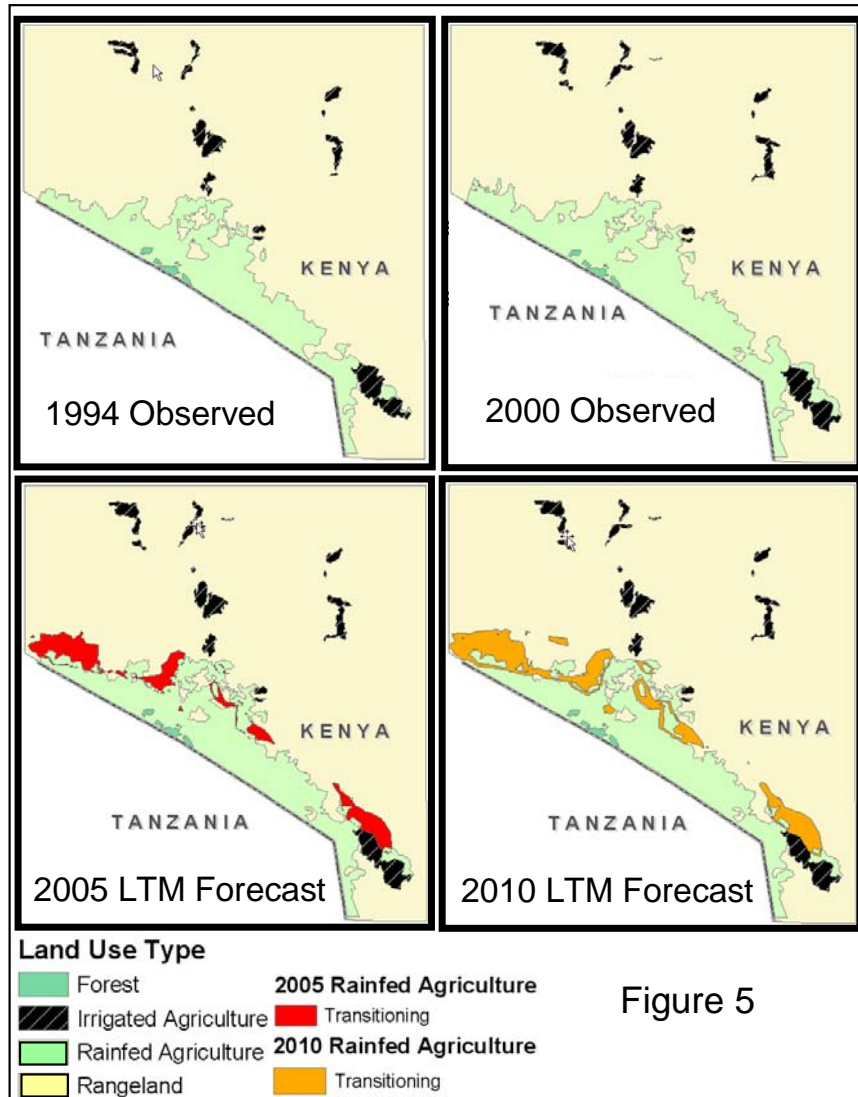 KENYA
TANZANIA
1994 Observed
KENYA
TANZANIA
2000 Observed
KENYA
TANZANIA
2005 LTM Forecast
KENYA
TANZANIA
2010 LTM Forecast
Land Use Type
Forest
Irrigated Agriculture
Rainfed Agriculture
Rangeland
2005 Rainfed Agriculture
Transitioning
2010 Rainfed Agriculture
Transitioning
Figure 5